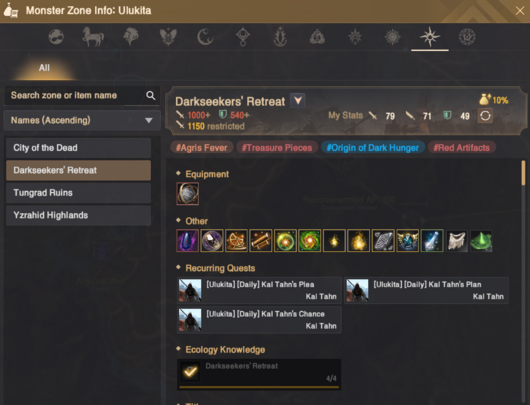 Monster Zone Info: Ulukita
All
Search zone or item name
Names (Ascending)
City of the Dead
Darkseekers' Retreat
Tungrad Ruins
Yzrahid Highlands
Darkseekers' Retreat
10%
1000+ 540+
My Stats 79 71 49
1150 restricted
#Agris Fever #Treasure Pieces #Origin of Dark Hunger #Red Artifacts
Equipment
Other
Recurring Quests
[Ulukita] [Daily] Kal Tahn's Plea
Kal Tahn
[Ulukita] [Daily] Kal Tahn's Plan
Kal Tahn
[Ulukita] [Daily] Kal Tahn's Chance
Kal Tahn
Ecology Knowledge
Darkseekers' Retreat
4/4